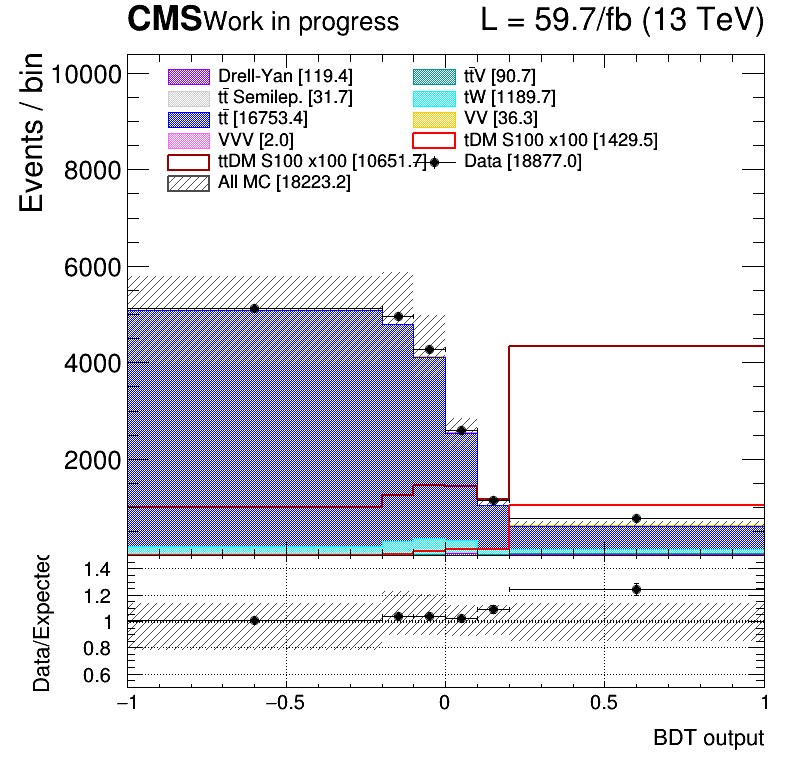 CMS Work in progress L = 59.7/fb (13 TeV)
Events / bin
10000
8000
6000
4000
2000
Drell-Yan [119.4] tt̄V [90.7]
tt̄ Semilep. [31.7] tW [1189.7]
tt̄ [16753.4] VV [36.3]
VVV [2.0] tDM S100 x100 [1429.5]
ttDM S100 x100 [10651.7] Data [18877.0]
All MC [18223.2]
Data/Expected
1.4
1.2
1
0.8
0.6
−1 −0.5 0 0.5 1
BDT output